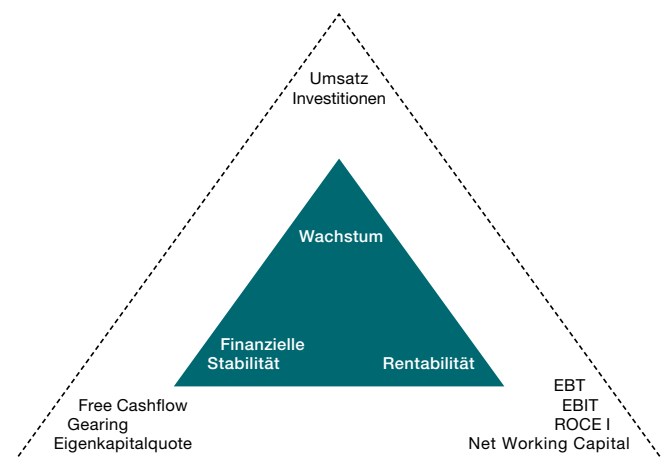 Umsatz
Investitionen
Wachstum
Finanzielle
Stabilität
Rentabilität
Free Cashflow
Gearing
Eigenkapitalquote
EBT
EBIT
ROCE I
Net Working Capital